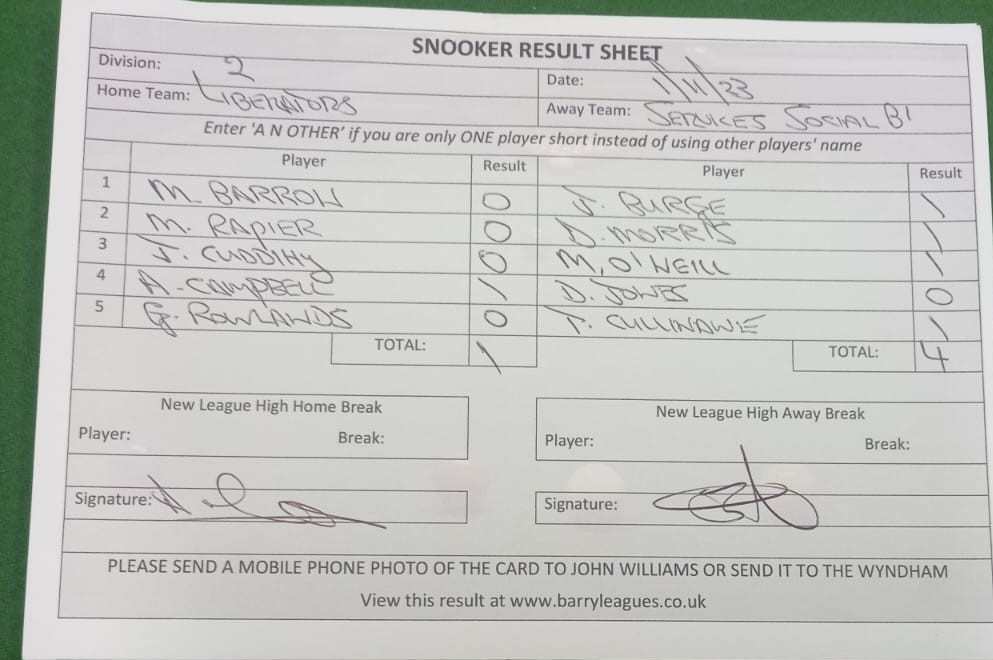 SNOOKER RESULT SHEET
Division: 2 Date: 1/11/23
Home Team: LIBERATORS Away Team: SERVICES SOCIAL B'
Enter 'A N OTHER' if you are only ONE player short instead of using other players' name
Player Result Player Result
1 M. BARROW 0 J. BURGE 1
2 M. RAPIER 0 D. MORRIS 1
3 J. CUDDIHY 0 M. O'NEILL 1
4 A. CAMPBELL 1 D. JONES 0
5 G. ROWLANDS 0 T. CULLINANE 1
TOTAL: 1 TOTAL: 4
New League High Home Break New League High Away Break
Player: Break: Player: Break:
Signature: Signature:
PLEASE SEND A MOBILE PHONE PHOTO OF THE CARD TO JOHN WILLIAMS OR SEND IT TO THE WYNDHAM
View this result at www.barryleagues.co.uk